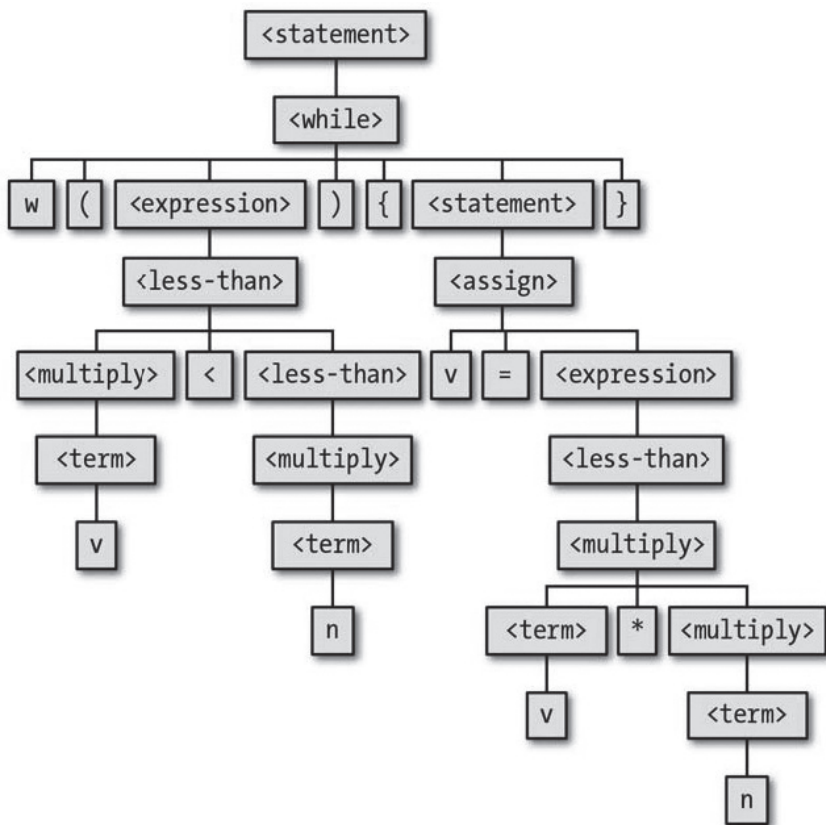 <statement>
<while>
w ( <expression> ) { <statement> }
<less-than> <assign>
<multiply> < <less-than> v = <expression>
<term> <multiply> <less-than>
v <term> <multiply>
n <term> * <multiply>
v <term>
n